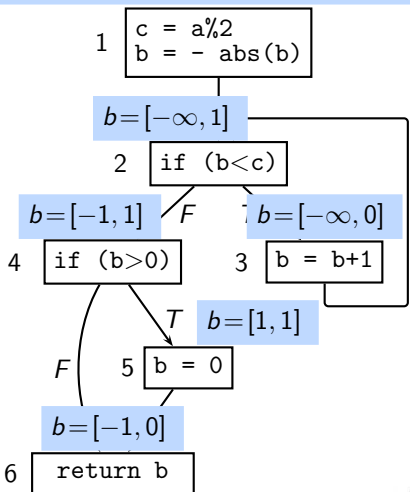 1
c = a%2
b = - abs(b)
b=[−∞, 1]
2
if (b<c)
b=[−1, 1]
F
b=[−∞, 0]
4
if (b>0)
3
b = b+1
T
b=[1, 1]
F
5
b = 0
b=[−1, 0]
6
return b